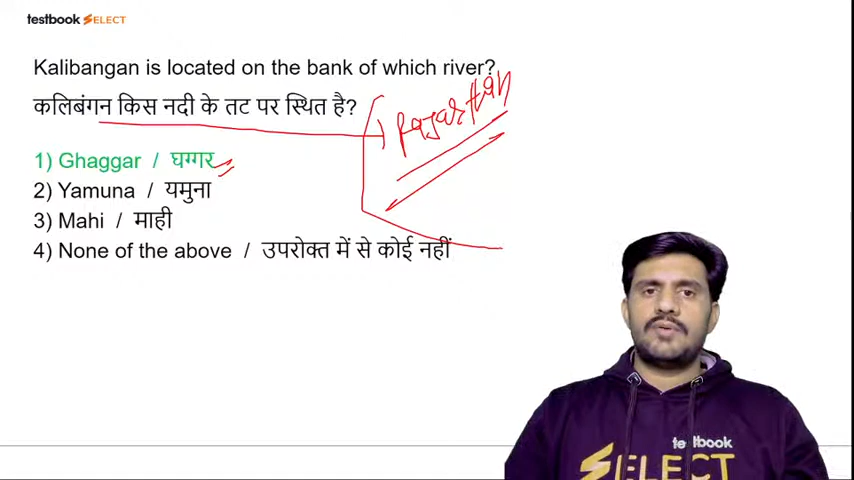 testbook SELECT
Kalibangan is located on the bank of which river?
कलिबंगन किस नदी के तट पर स्थित है?
Rajasthan
1) Ghaggar / घग्गर
2) Yamuna / यमुना
3) Mahi / माही
4) None of the above / उपरोक्त में से कोई नहीं
testbook
SELECT